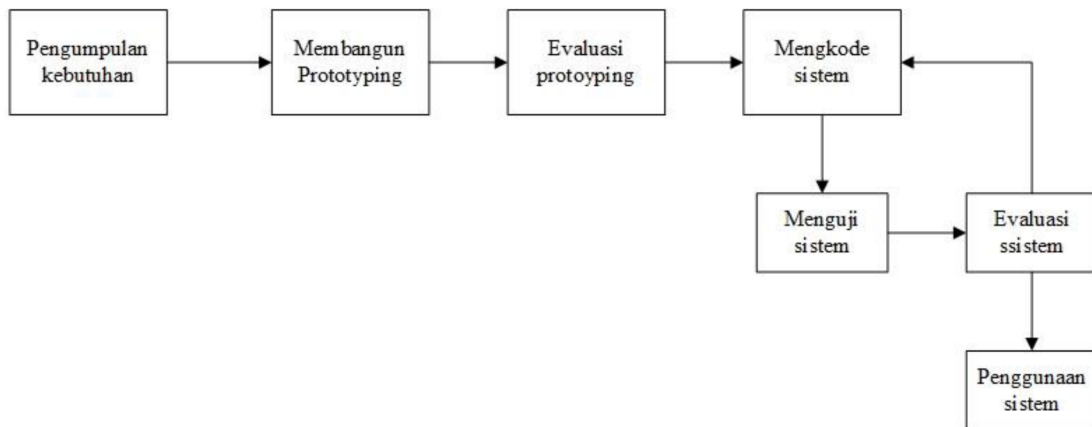 Pengumpulan
kebutuhan
Membangun
Prototyping
Evaluasi
protoyping
Mengkode
sistem
Menguji
sistem
Evaluasi
ssistem
Penggunaan
sistem